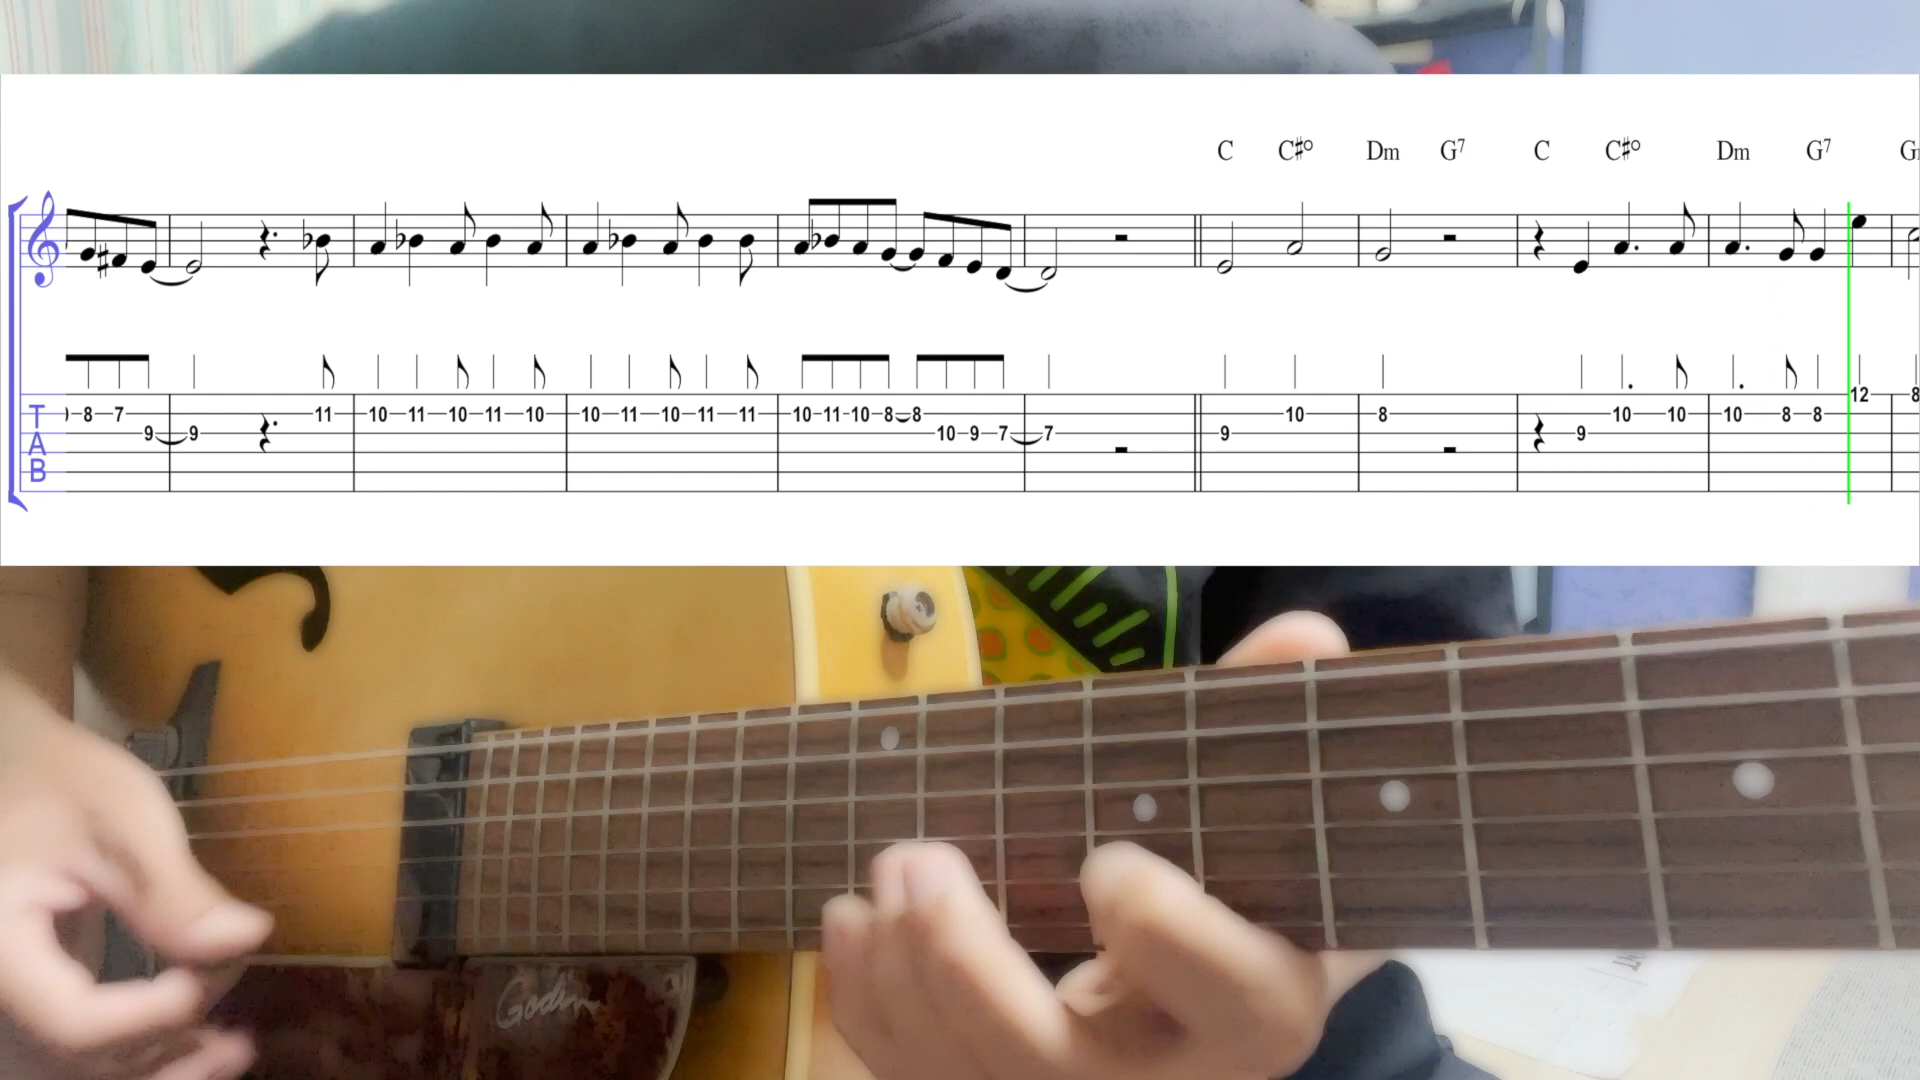 C C♯o Dm G7 C C♯o Dm G7
T 8 7 9 9 11 10 11 10 11 10 10 11 10 11 11 10 11 10 8 8 10 9 7 7 9 10 8 9 10 10 10 8 8 12 8
A
B
Godin